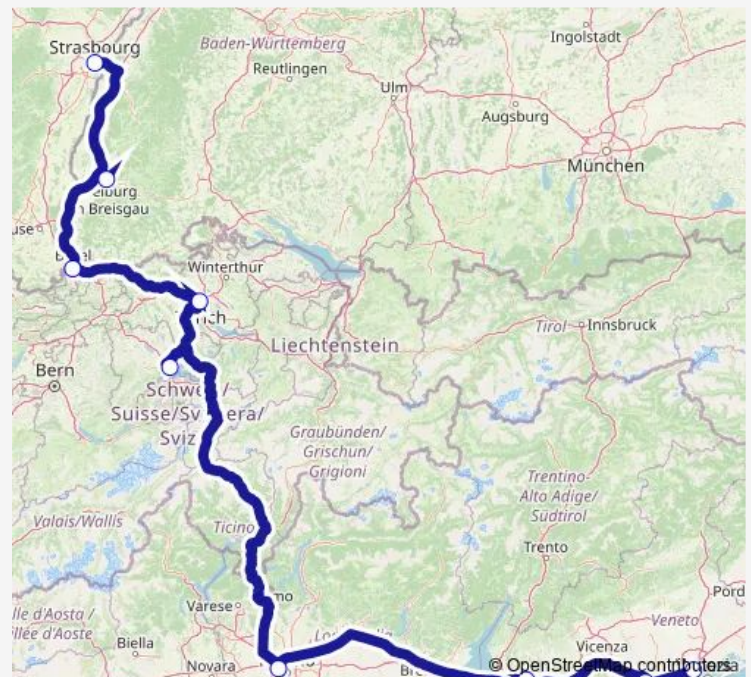 Strasbourg
Baden-Württemberg
Ingolstadt
Reutlingen
Ulm
Augsburg
München
Breisgau
Winterthur
Liechtenstein
Tirol
Innsbruck
Bern
Suisse/
Graubünden/
Grischun/
Grigioni
Trentino-
Alto Adige/
Südtirol
Valais/Wallis
Ticino
Trento
Varese
Veneto
Vicenza
Biella
Novara
© OpenStreetMap contributors